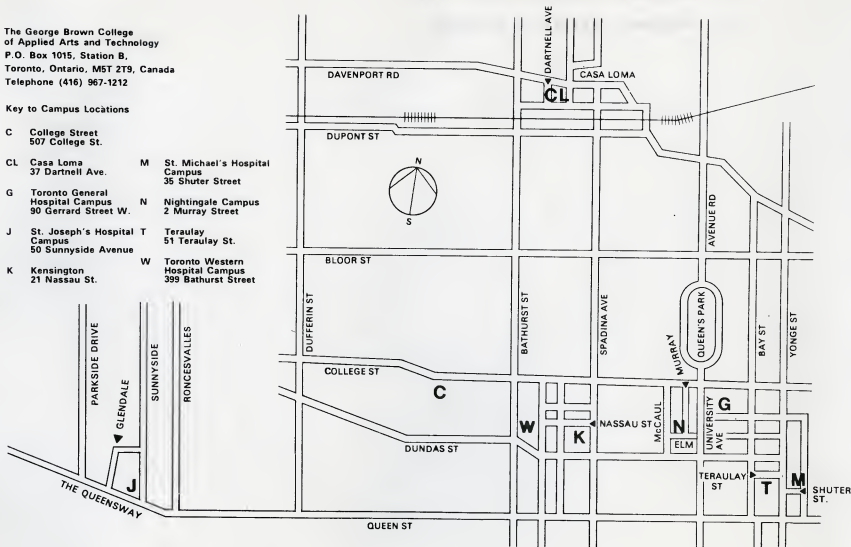 The George Brown College
of Applied Arts and Technology
P.O. Box 1015, Station B,
Toronto, Ontario, M5T 2T9, Canada
Telephone (416) 967-1212
Key to Campus Locations
C College Street
507 College St.
CL Casa Loma
37 Dartnell Ave.
G Toronto General
Hospital Campus
90 Gerrard Street W.
J St. Joseph's Hospital
Campus
50 Sunnyside Avenue
K Kensington
21 Nassau St.
M St. Michael's Hospital
Campus
35 Shuter Street
N Nightingale Campus
2 Murray Street
T Teraulay
51 Teraulay St.
W Toronto Western
Hospital Campus
399 Bathurst Street
DARTNELL AVE
DAVENPORT RD
CASA LOMA
CL
DUPONT ST
N
S
AVENUE RD
BLOOR ST
DUFFERIN ST
BATHURST ST
SPADINA AVE
QUEEN'S PARK
BAY ST
YONGE ST
PARKSIDE DRIVE
GLENDALE
SUNNYSIDE
RONCESVALLES
MURRAY
COLLEGE ST
C
W
K
NASSAU ST
McCAUL
N
ELM
UNIVERSITY
AVE
G
DUNDAS ST
TERAULAY
ST
T
M
SHUTER
ST.
J
THE QUEENSWAY
QUEEN ST